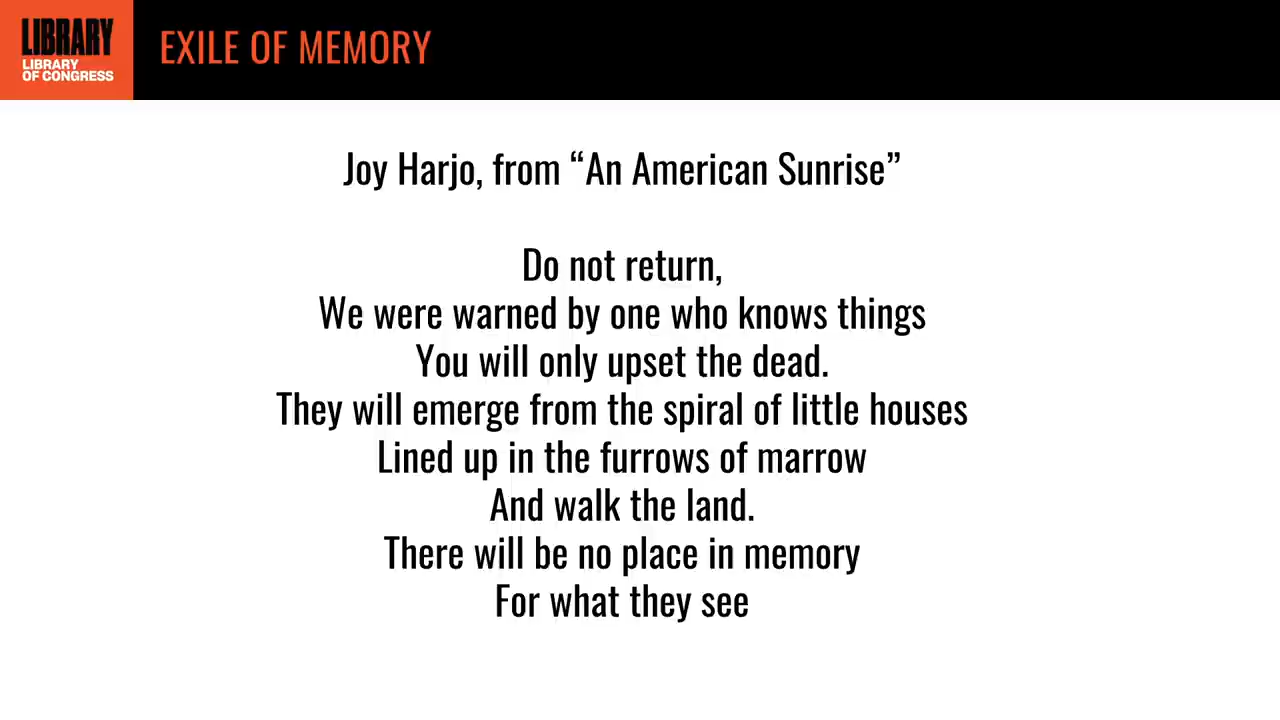 LIBRARY
LIBRARY
OF CONGRESS
EXILE OF MEMORY
Joy Harjo, from “An American Sunrise”
Do not return,
We were warned by one who knows things
You will only upset the dead.
They will emerge from the spiral of little houses
Lined up in the furrows of marrow
And walk the land.
There will be no place in memory
For what they see